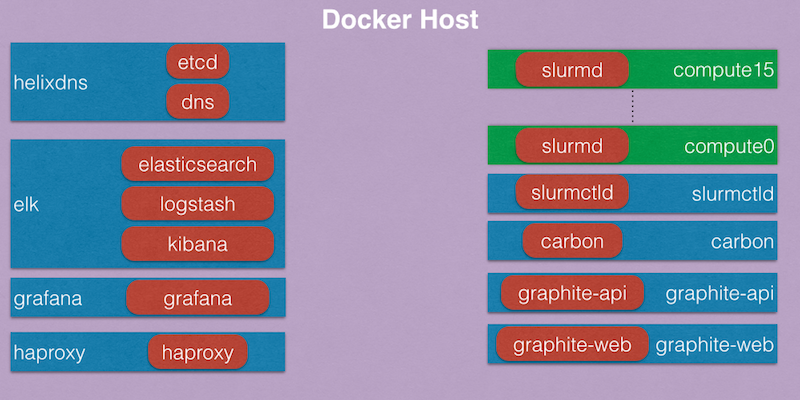 Docker Host
helixdns
etcd
dns
elk
elasticsearch
logstash
kibana
grafana grafana
haproxy haproxy
slurmd compute15
slurmd compute0
slurmctld slurmctld
carbon carbon
graphite-api graphite-api
graphite-web graphite-web